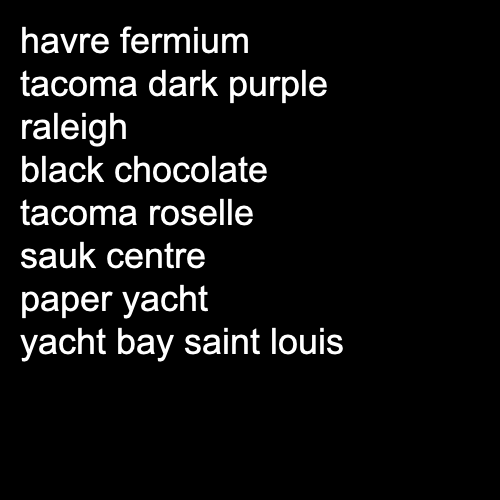 havre fermium
tacoma dark purple
raleigh
black chocolate
tacoma roselle
sauk centre
paper yacht
yacht bay saint louis